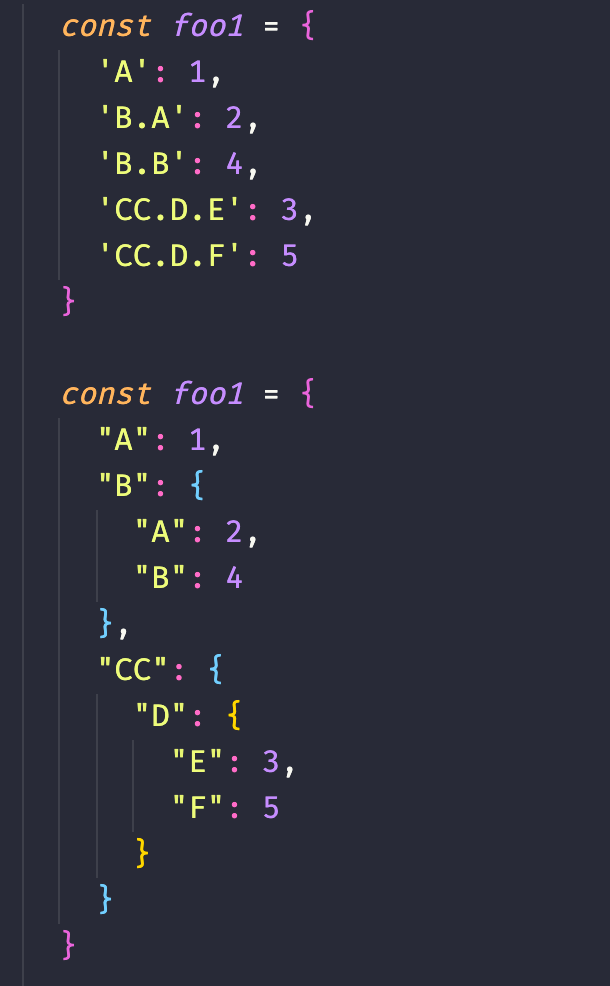 const foo1 = {
  'A': 1,
  'B.A': 2,
  'B.B': 4,
  'CC.D.E': 3,
  'CC.D.F': 5
}
const foo1 = {
  "A": 1,
  "B": {
    "A": 2,
    "B": 4
  },
  "CC": {
    "D": {
      "E": 3,
      "F": 5
    }
  }
}